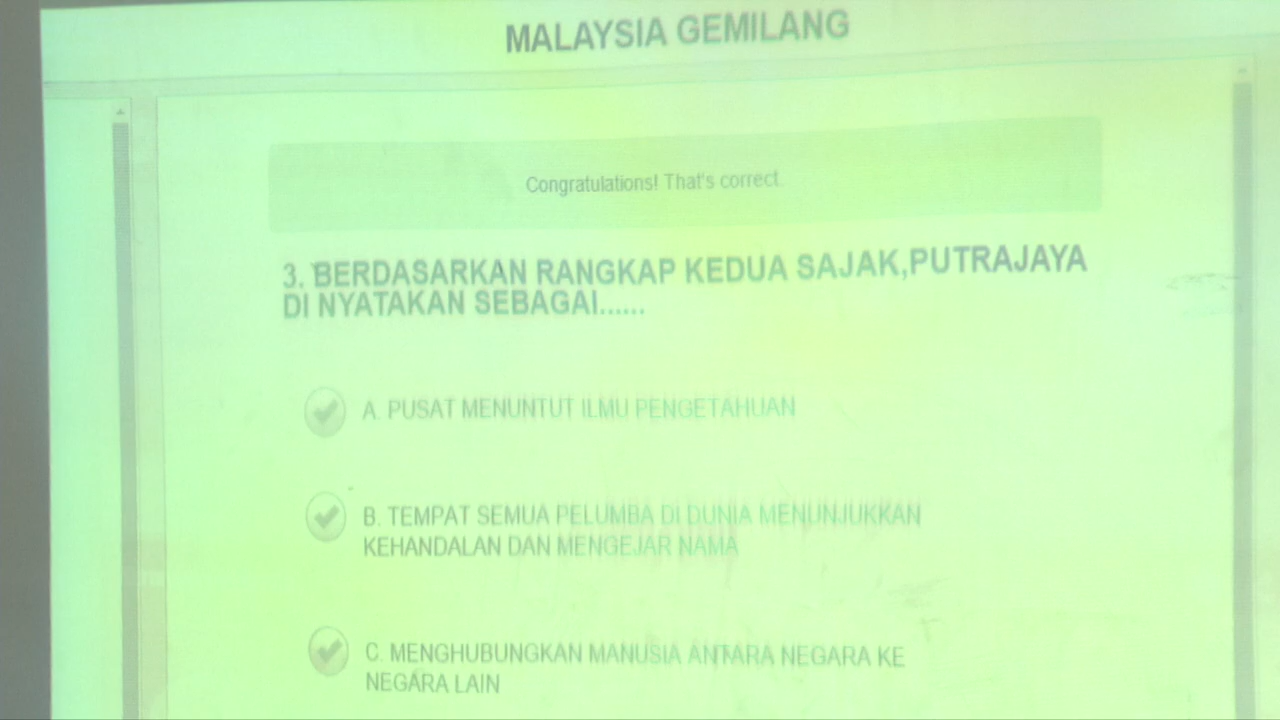 MALAYSIA GEMILANG
Congratulations! That's correct.
3. BERDASARKAN RANGKAP KEDUA SAJAK,PUTRAJAYA
DI NYATAKAN SEBAGAI......
A. PUSAT MENUNTUT ILMU PENGETAHUAN
B. TEMPAT SEMUA PELUMBA DI DUNIA MENUNJUKKAN
KEHANDALAN DAN MENGEJAR NAMA
C. MENGHUBUNGKAN MANUSIA ANTARA NEGARA KE
NEGARA LAIN